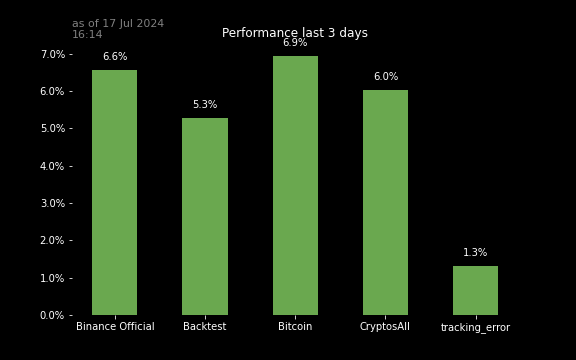 as of 17 Jul 2024
16:14
Performance last 3 days
7.0%
6.0%
5.0%
4.0%
3.0%
2.0%
1.0%
0.0%
6.6%
5.3%
6.9%
6.0%
1.3%
Binance Official
Backtest
Bitcoin
CryptosAll
tracking_error